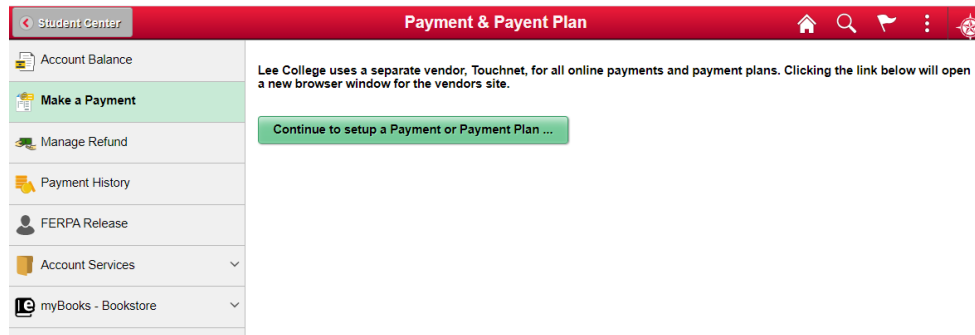 Student Center
Payment & Payent Plan
Account Balance
Make a Payment
Manage Refund
Payment History
FERPA Release
Account Services
myBooks - Bookstore
Lee College uses a separate vendor, Touchnet, for all online payments and payment plans. Clicking the link below will open
a new browser window for the vendors site.
Continue to setup a Payment or Payment Plan ...